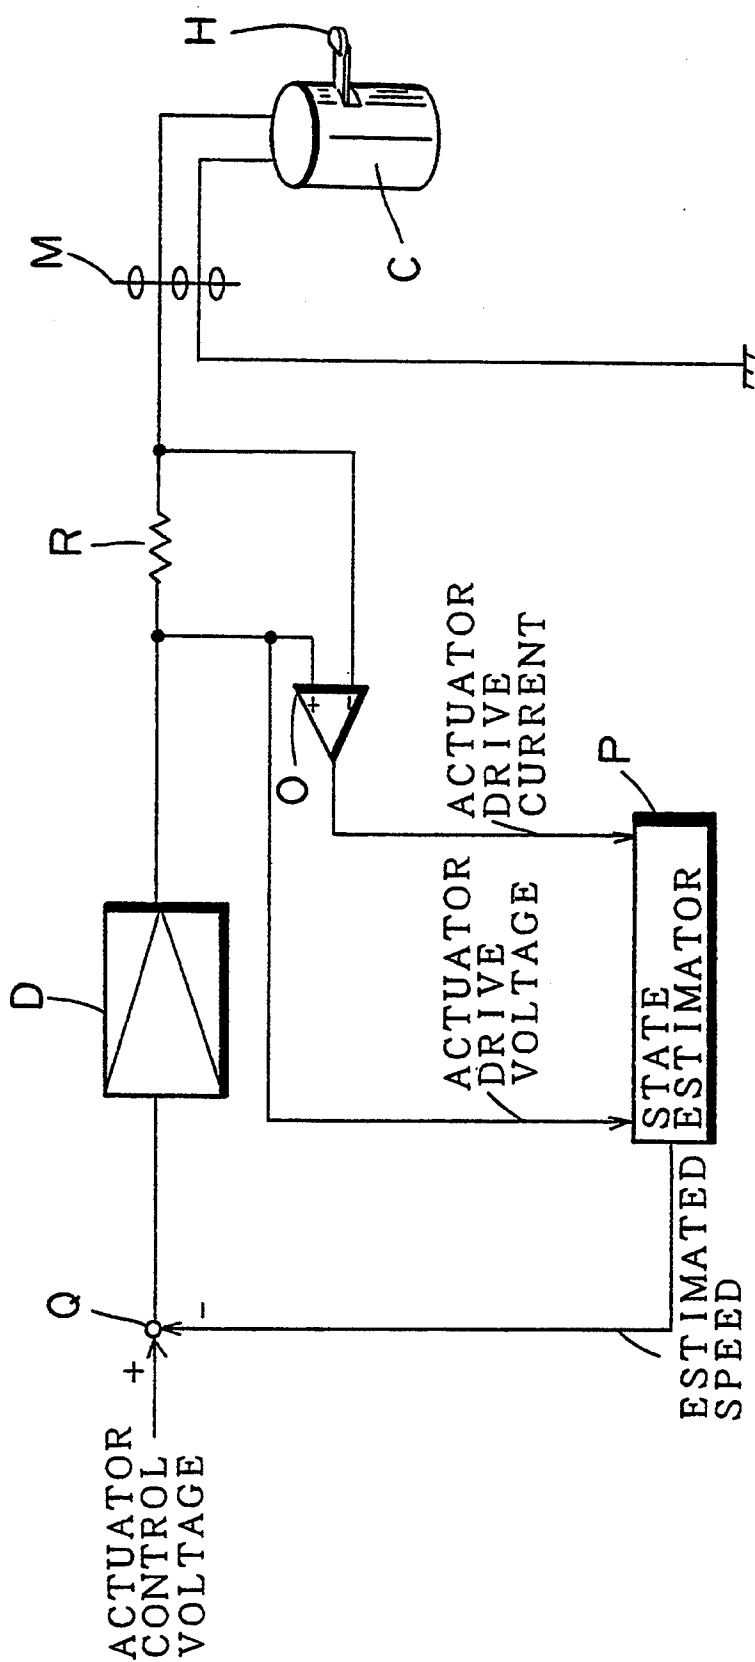 H
M
C
R
D
O
P
Q
+
-
+
-
ACTUATOR
CONTROL
VOLTAGE
ACTUATOR
DRIVE
VOLTAGE
ACTUATOR
DRIVE
CURRENT
STATE
ESTIMATOR
ESTIMATED
SPEED